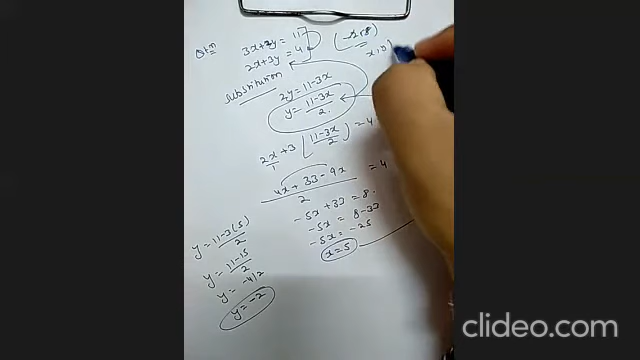 3x+2y = 11
2x+3y = 4
substitution
2y = 11-3x
y = 11-3x/2.
2x/1 + 3 (11-3x/2) = 4
4x + 33 - 9x/2 = 4
-5x + 33 = 8.
-5x = 8-33
-5x = -25
x = 5
y = 11-3(5)/2
y = 11-15/2
y = -4/2
y = -2
clideo.com